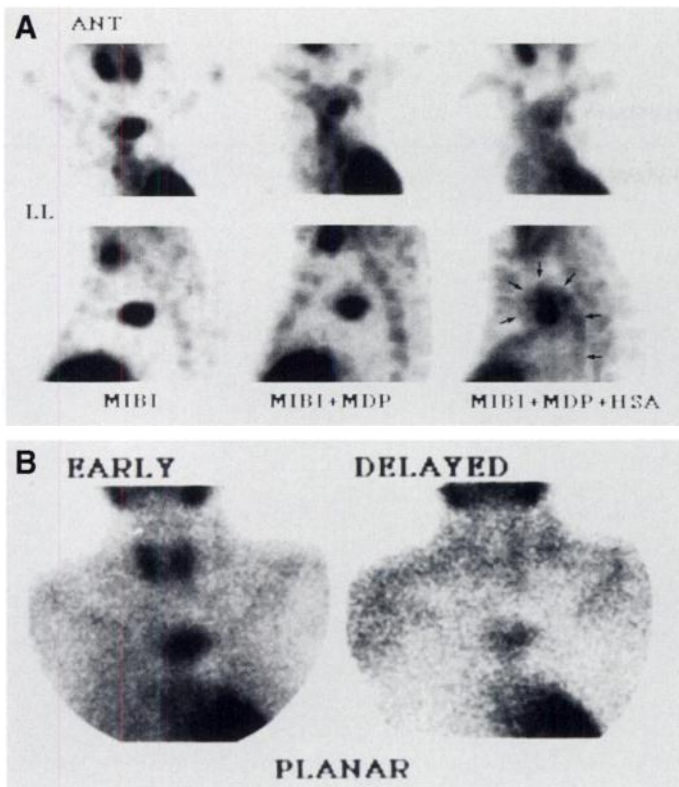 A
ANT
LL
MIBI MIBI+MDP MIBI+MDP+HSA
B
EARLY DELAYED
PLANAR